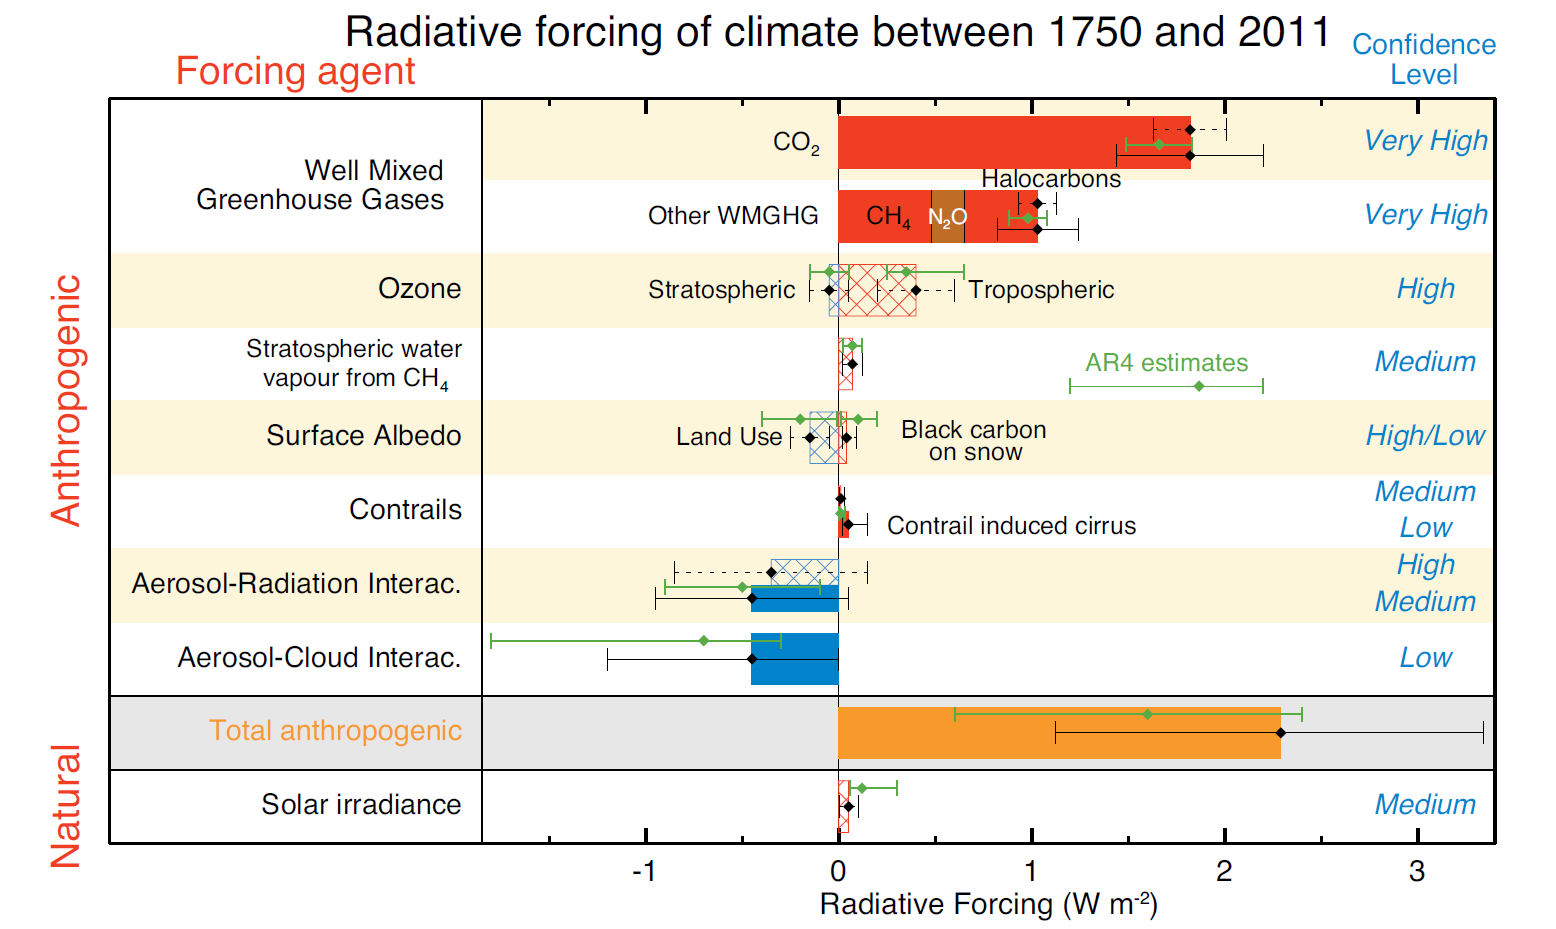 Radiative forcing of climate between 1750 and 2011
Forcing agent
Confidence
Level
Anthropogenic
Natural
Well Mixed
Greenhouse Gases
CO₂
Very High
Halocarbons
Other WMGHG
CH₄
N₂O
Very High
Ozone
Stratospheric
Tropospheric
High
Stratospheric water
vapour from CH₄
AR4 estimates
Medium
Surface Albedo
Land Use
Black carbon
on snow
High/Low
Contrails
Contrail induced cirrus
Medium
Low
Aerosol-Radiation Interac.
High
Medium
Aerosol-Cloud Interac.
Low
Total anthropogenic
Solar irradiance
Medium
-1 0 1 2 3
Radiative Forcing (W m⁻²)